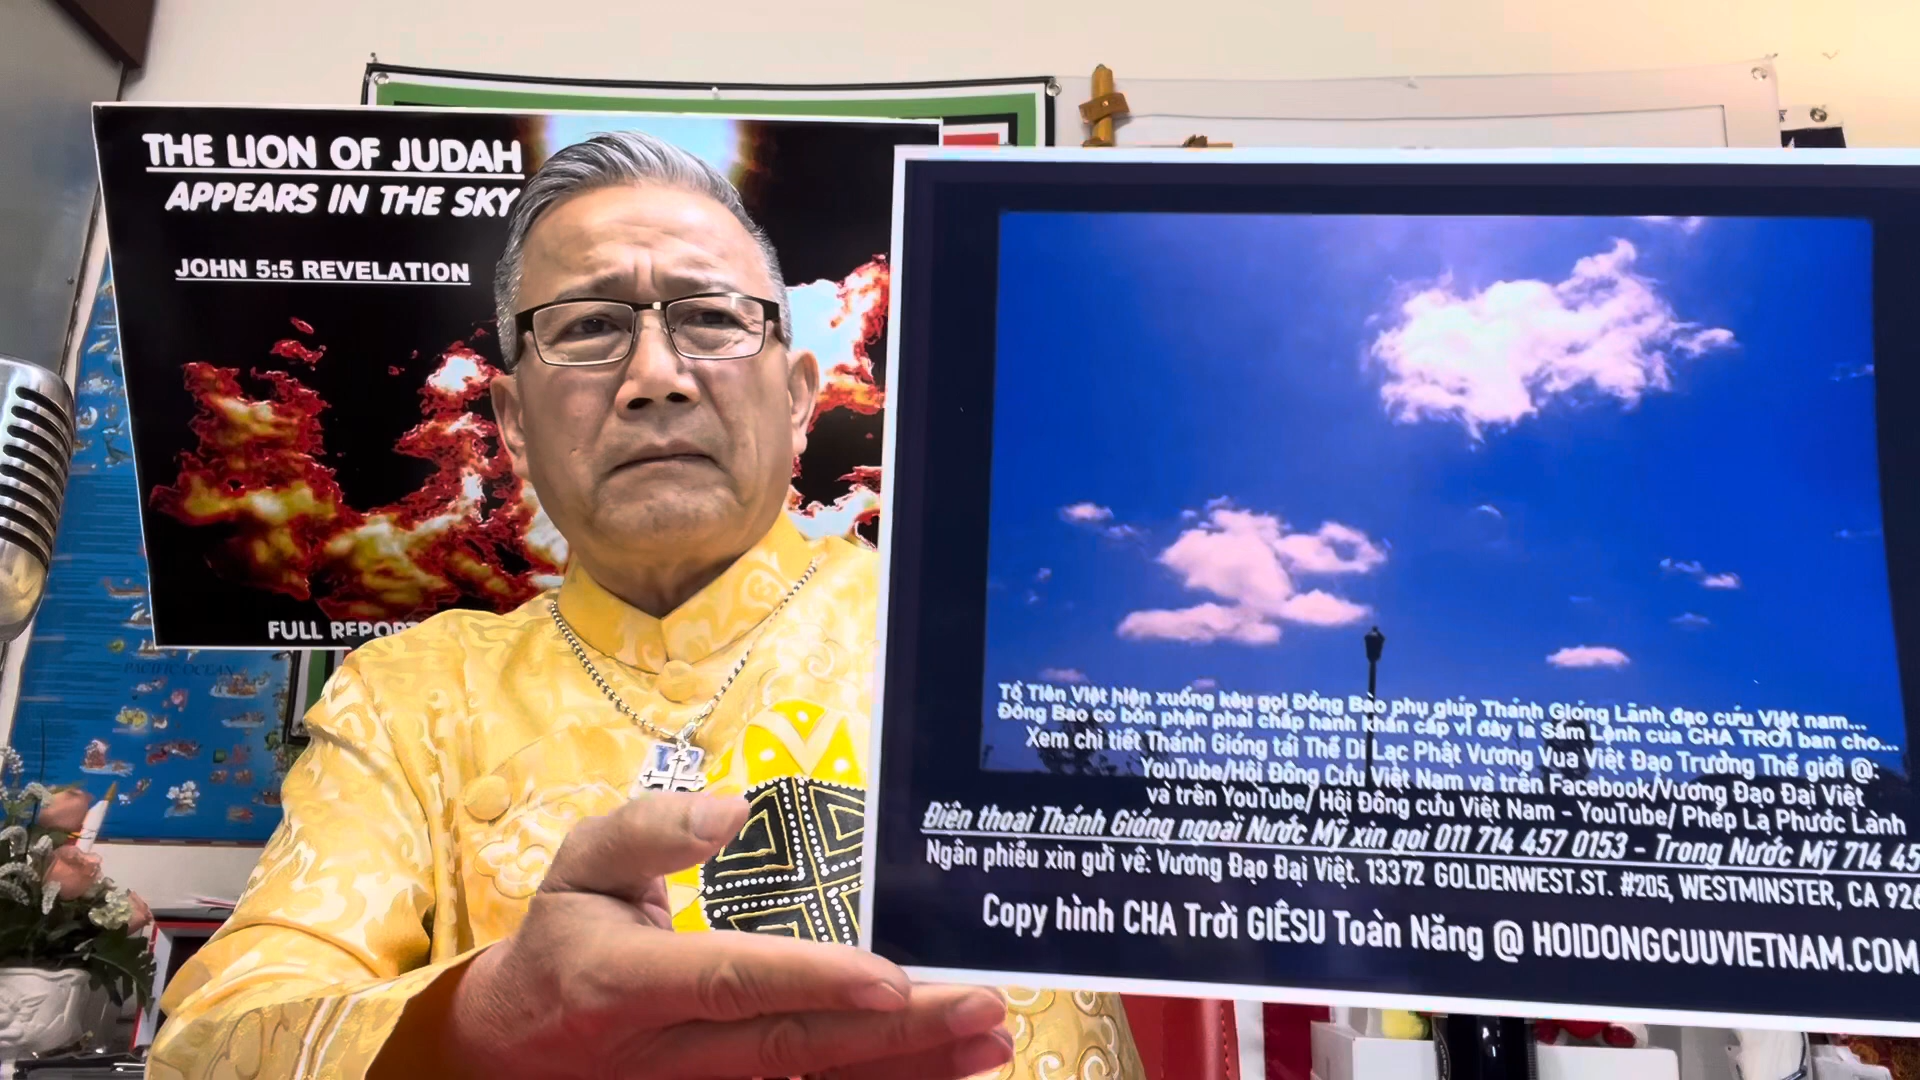 THE LION OF JUDAH
APPEARS IN THE SKY
JOHN 5:5 REVELATION
FULL REPORT
PACIFIC OCEAN
Tổ Tiên Việt hiện xuống kêu gọi Đồng Bào phụ giúp Thánh Gióng Lãnh đạo cứu Việt nam...
Đồng Bào có bổn phận phải chấp hành khẩn cấp vì đây là Sấm Lệnh của CHA TRỜI ban cho...
Xem chi tiết Thánh Gióng tái Thế Di Lạc Phật Vương Vua Việt Đạo Trưởng Thế giới @:
YouTube/Hội Đồng Cứu Việt Nam và trên Facebook/Vương Đạo Đại Việt
và trên YouTube/ Hội Đồng cứu Việt Nam - YouTube/ Phép Lạ Phước Lành
Điện thoại Thánh Gióng ngoài Nước Mỹ xin gọi 011 714 457 0153 - Trong Nước Mỹ 714 45
Ngân phiếu xin gửi về: Vương Đạo Đại Việt. 13372 GOLDENWEST.ST. #205, WESTMINSTER, CA 926
Copy hình CHA Trời GIÊSU Toàn Năng @ HOIDONGCUUVIETNAM.COM